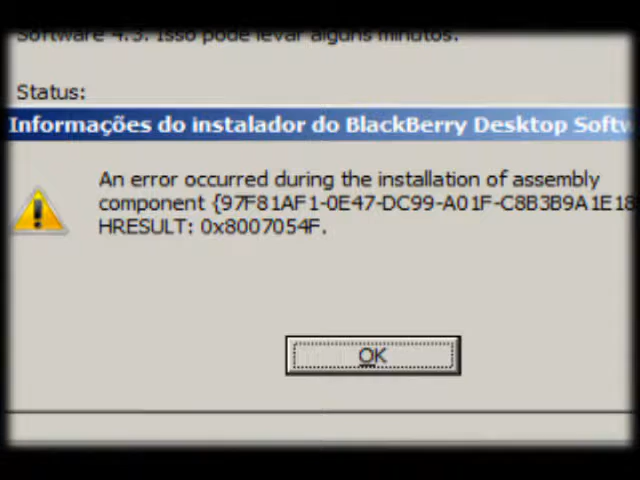 Software 4.3. Isso pode levar alguns minutos.
Status:
Informações do instalador do BlackBerry Desktop Softw
An error occurred during the installation of assembly
component {97F81AF1-0E47-DC99-A01F-C8B3B9A1E18
HRESULT: 0x8007054F.
OK